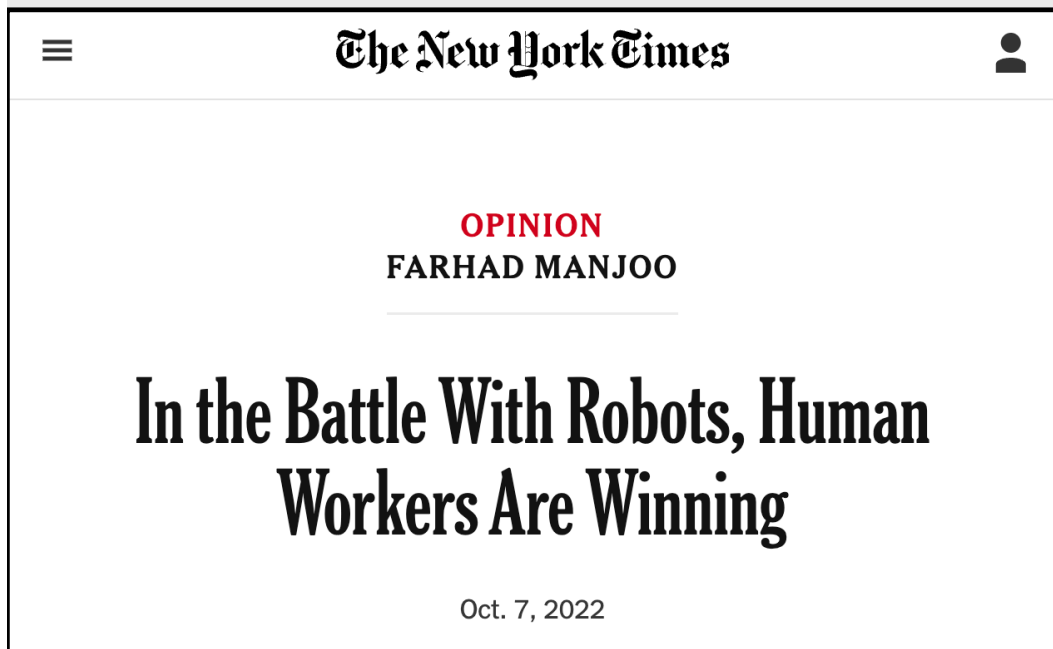 The New York Times
OPINION
FARHAD MANJOO
In the Battle With Robots, Human
Workers Are Winning
Oct. 7, 2022